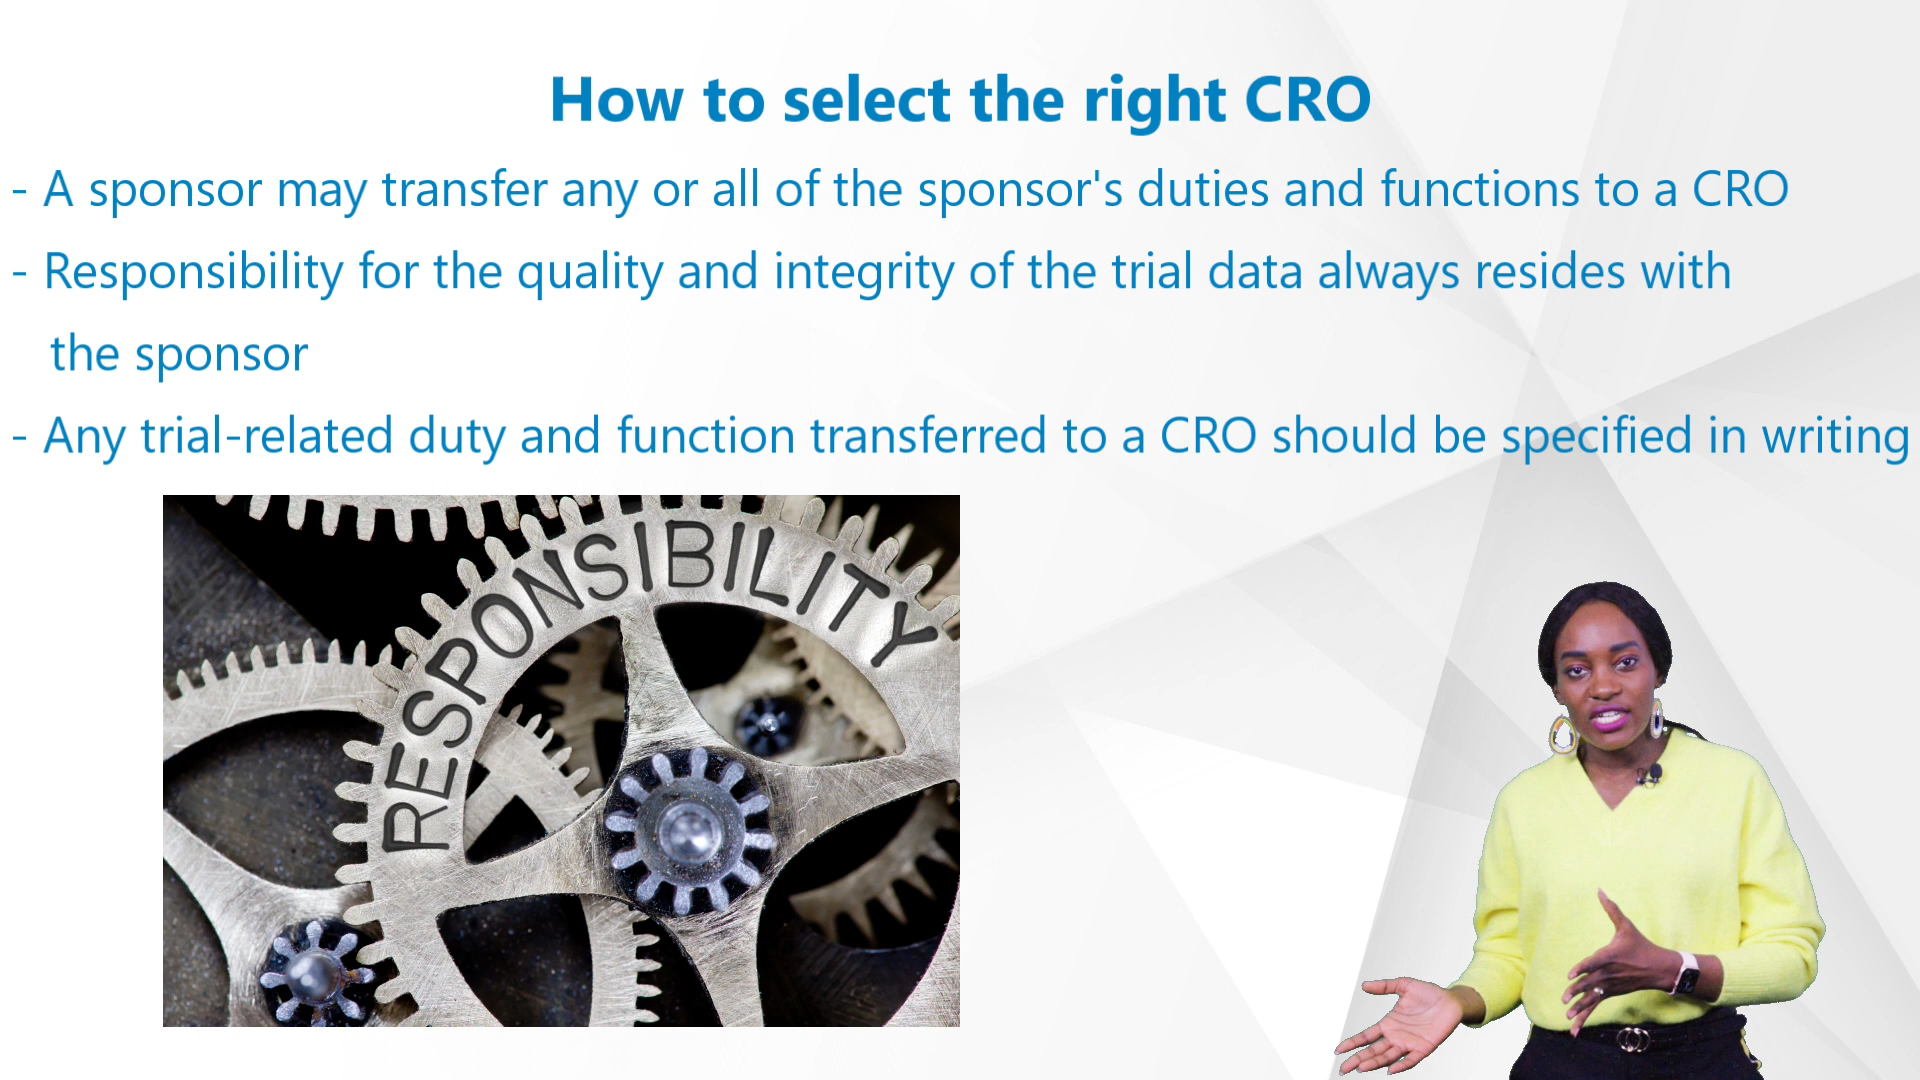 How to select the right CRO
- A sponsor may transfer any or all of the sponsor's duties and functions to a CRO
- Responsibility for the quality and integrity of the trial data always resides with
the sponsor
- Any trial-related duty and function transferred to a CRO should be specified in writing
RESPONSIBILITY